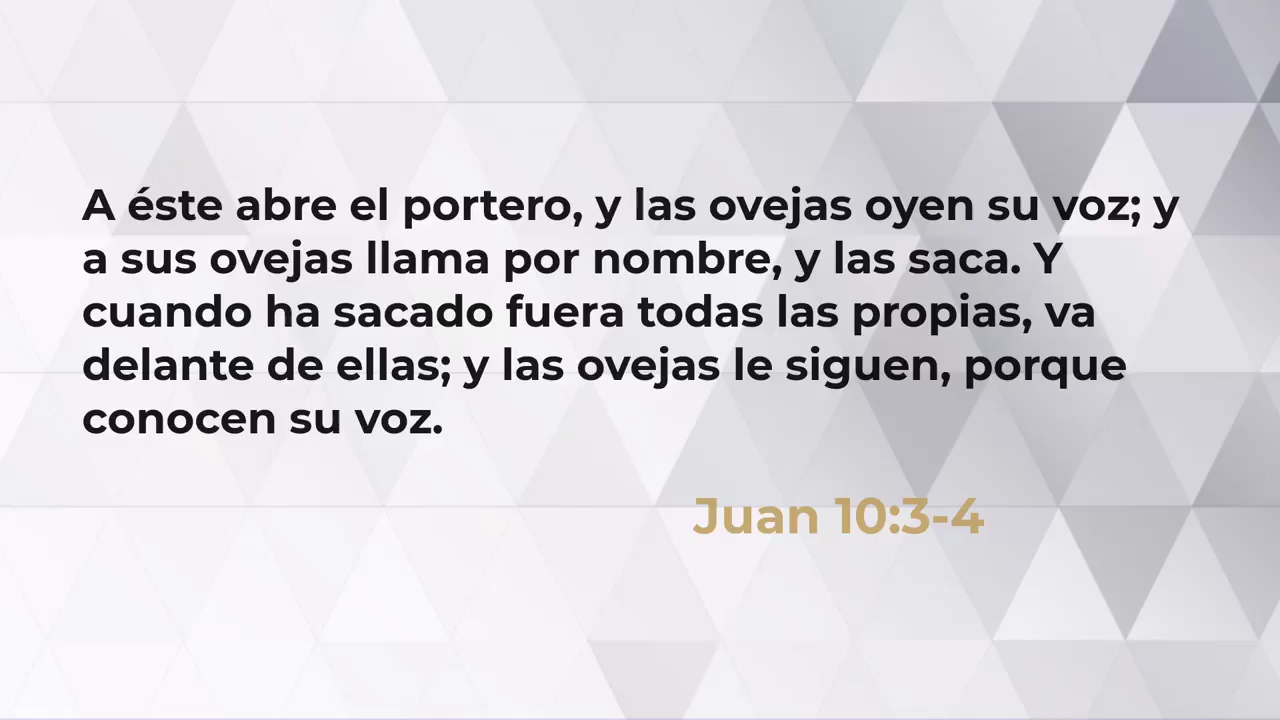 A éste abre el portero, y las ovejas oyen su voz; y
a sus ovejas llama por nombre, y las saca. Y
cuando ha sacado fuera todas las propias, va
delante de ellas; y las ovejas le siguen, porque
conocen su voz.
Juan 10:3-4